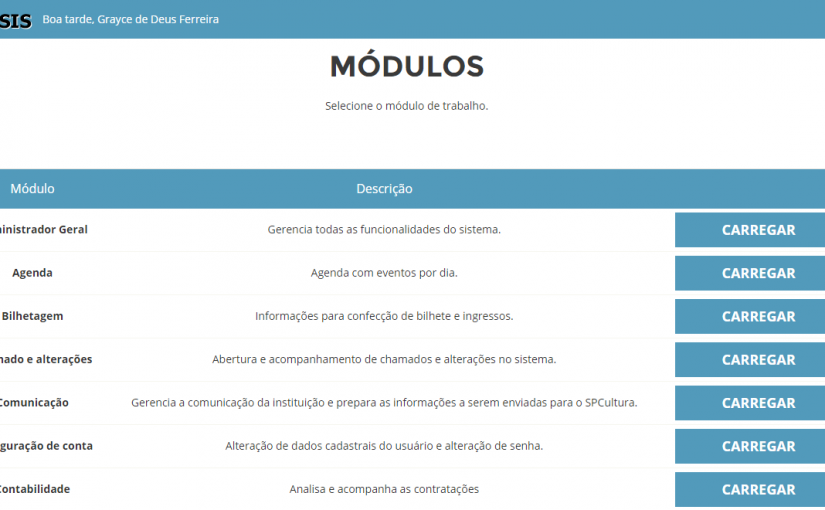 SIS Boa tarde, Grayce de Deus Ferreira
MÓDULOS
Selecione o módulo de trabalho.
Módulo Descrição
inistrador Geral Gerencia todas as funcionalidades do sistema. CARREGAR
Agenda Agenda com eventos por dia. CARREGAR
Bilhetagem Informações para confecção de bilhete e ingressos. CARREGAR
nado e alterações Abertura e acompanhamento de chamados e alterações no sistema. CARREGAR
Comunicação Gerencia a comunicação da instituição e prepara as informações a serem enviadas para o SPCultura. CARREGAR
guração de conta Alteração de dados cadastrais do usuário e alteração de senha. CARREGAR
Contabilidade Analisa e acompanha as contratações CARREGAR